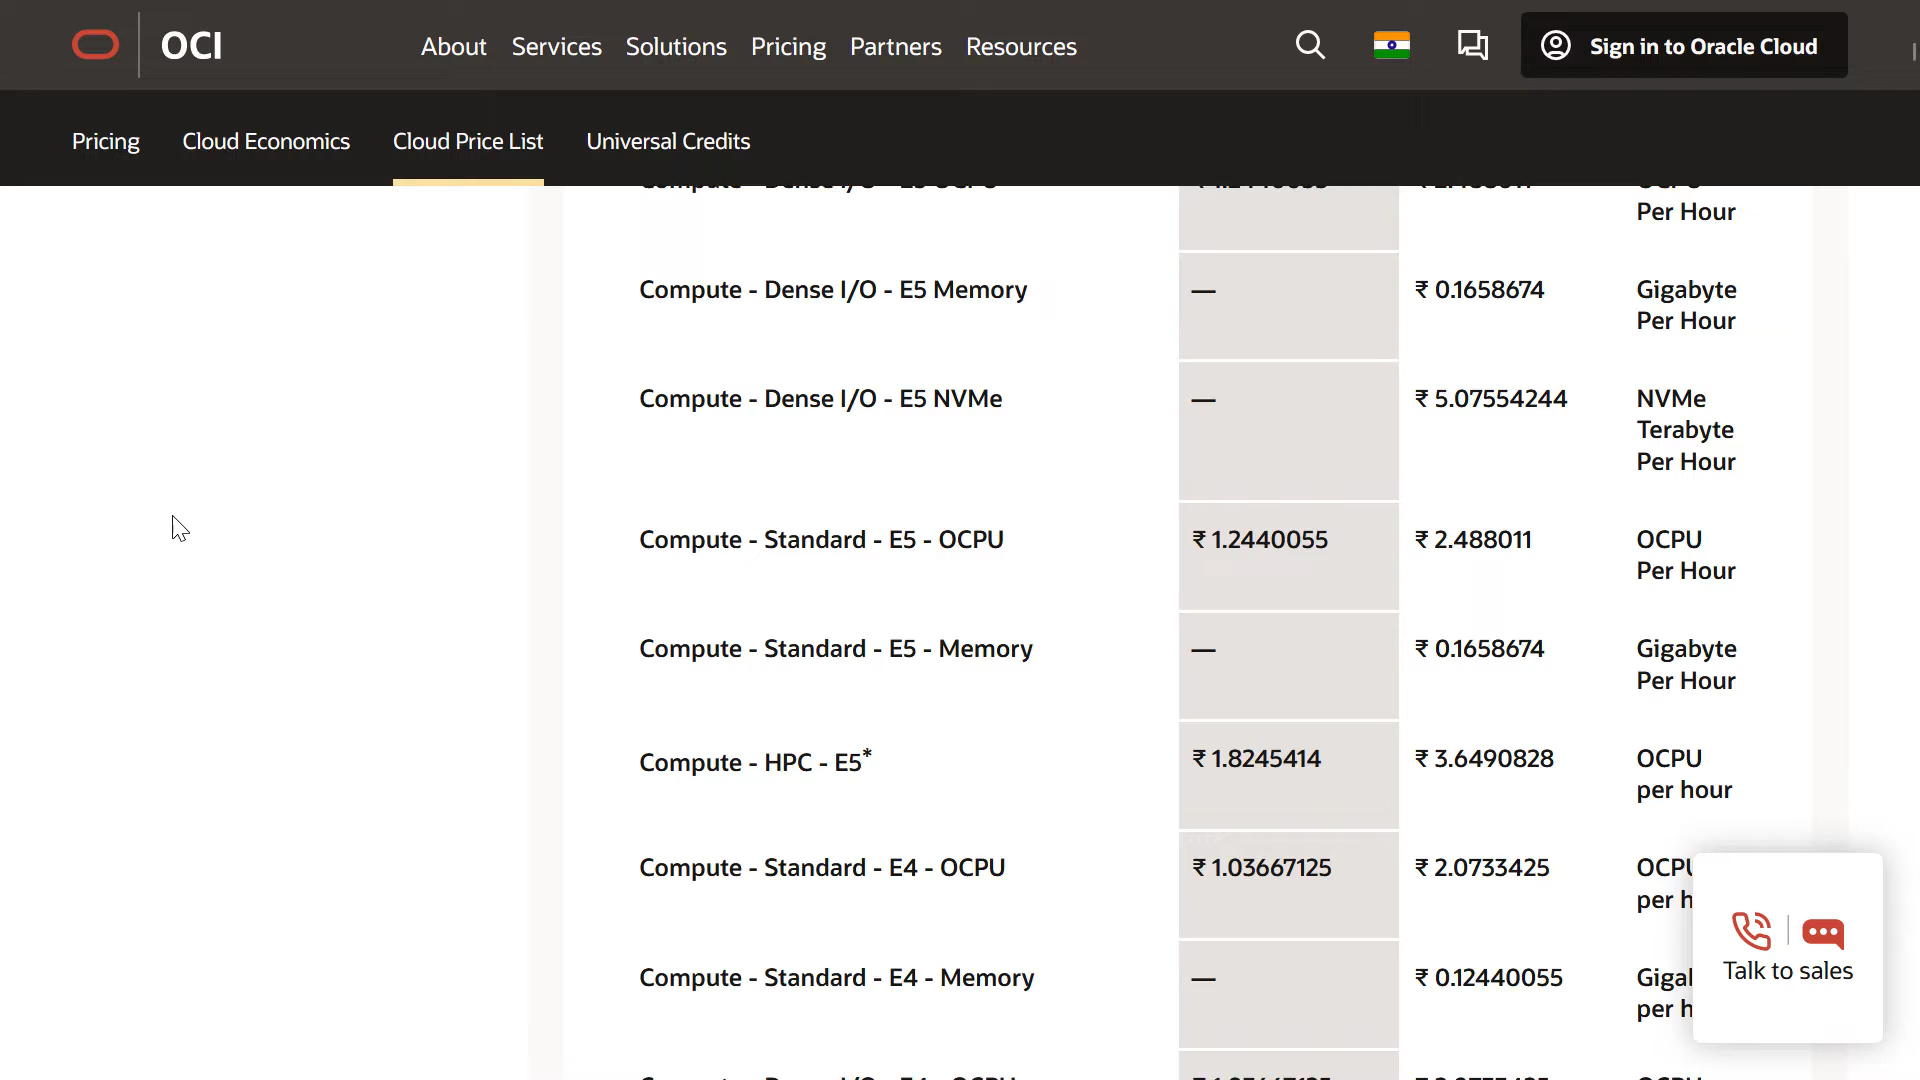 OCI
About Services Solutions Pricing Partners Resources
Sign in to Oracle Cloud
Pricing Cloud Economics Cloud Price List Universal Credits
Per Hour
Compute - Dense I/O - E5 Memory — ₹ 0.1658674 Gigabyte
Per Hour
Compute - Dense I/O - E5 NVMe — ₹ 5.07554244 NVMe
Terabyte
Per Hour
Compute - Standard - E5 - OCPU ₹ 1.2440055 ₹ 2.488011 OCPU
Per Hour
Compute - Standard - E5 - Memory — ₹ 0.1658674 Gigabyte
Per Hour
Compute - HPC - E5* ₹ 1.8245414 ₹ 3.6490828 OCPU
per hour
Compute - Standard - E4 - OCPU ₹ 1.03667125 ₹ 2.0733425 OCPU
per h
Compute - Standard - E4 - Memory — ₹ 0.12440055 Gigal
per h
Talk to sales